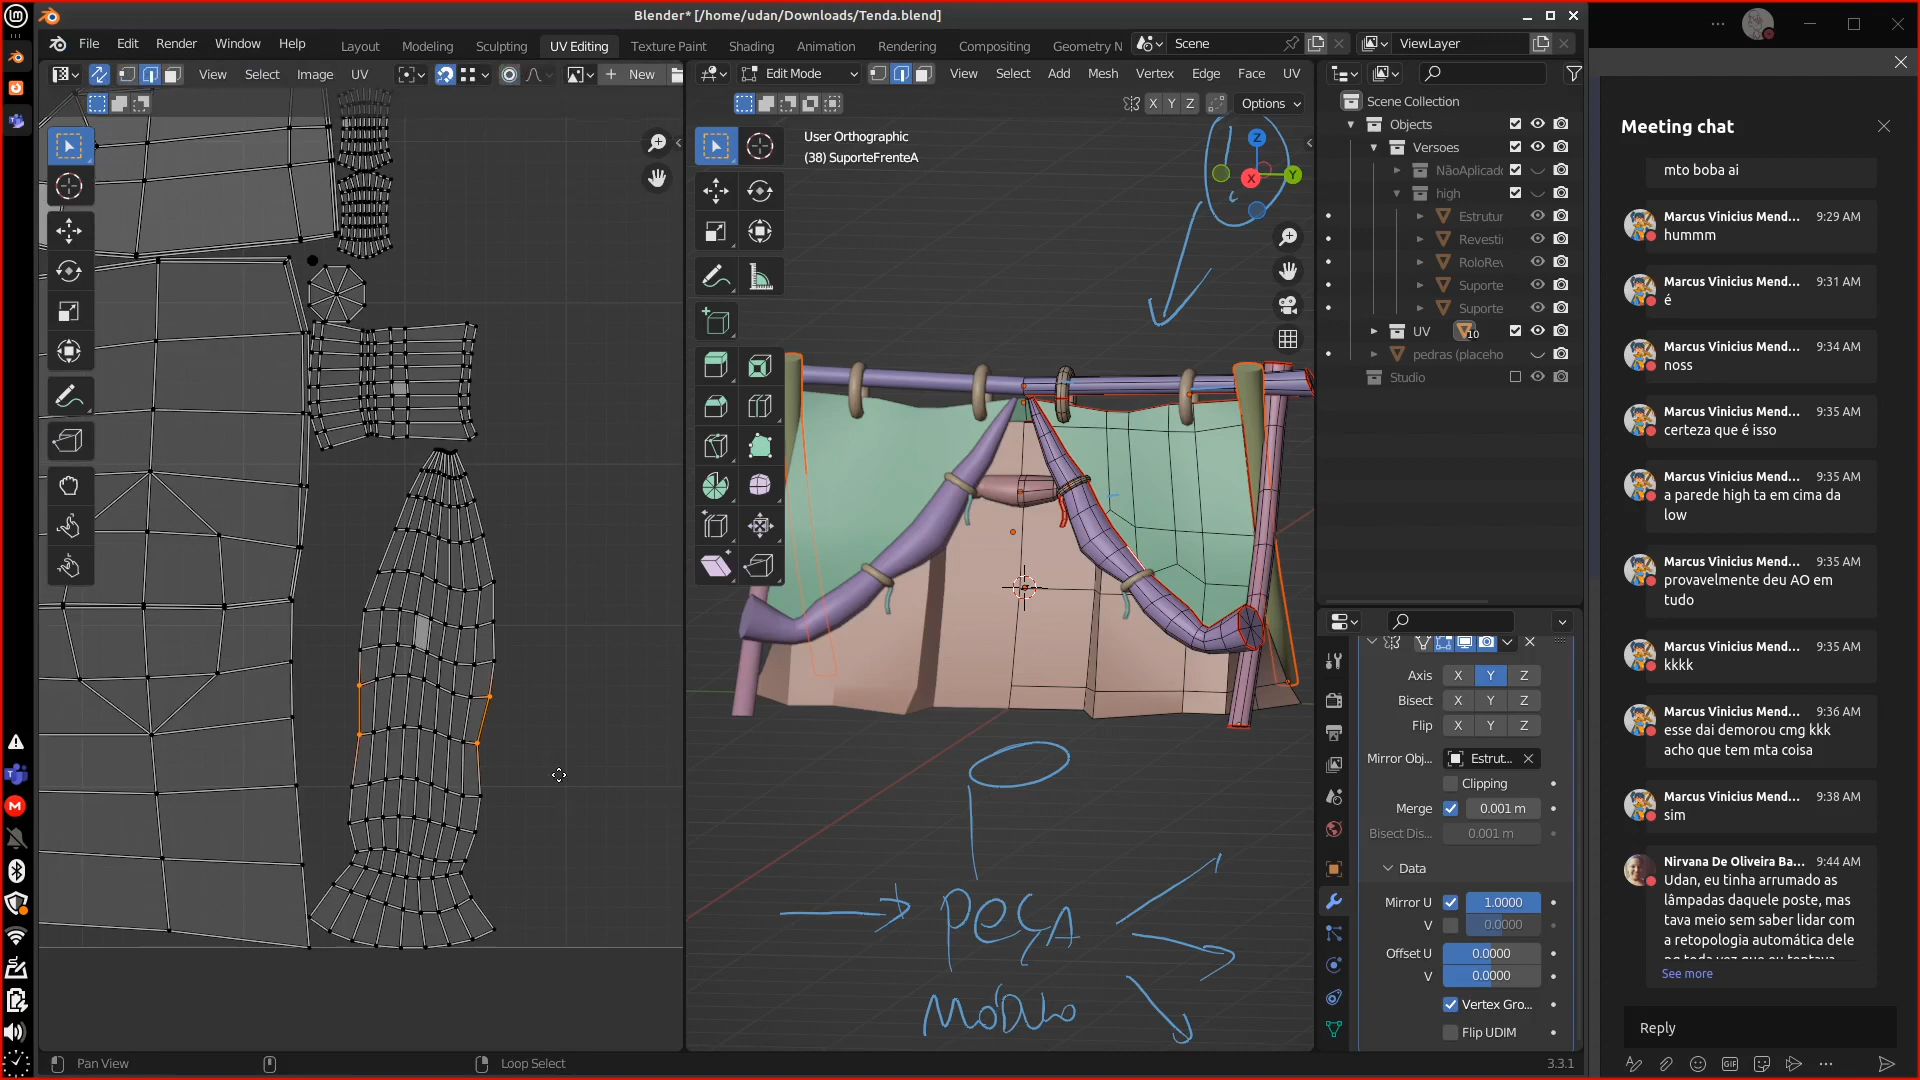 Blender* [/home/udan/Downloads/Tenda.blend]
File Edit Render Window Help Layout Modeling Sculpting UV Editing Texture Paint Shading Animation Rendering Compositing Geometry N Scene ViewLayer
View Select Image UV New
Edit Mode View Select Add Mesh Vertex Edge Face UV
X Y Z Options
User Orthographic
(38) SuporteFrenteA
Z
X
Y
PEÇA
MÓDULO
Scene Collection
Objects
Versoes
NãoAplicado
high
Estrutur
Revesti
RoloRev
Suporte
Suporte
UV 10
pedras (placeho
Studio
Axis X Y Z
Bisect X Y Z
Flip X Y Z
Mirror Obj... Estrut...
Clipping
Merge 0.001 m
Bisect Dis... 0.001 m
Data
Mirror U 1.0000
V 0.0000
Offset U 0.0000
V 0.0000
Vertex Gro...
Flip UDIM
Pan View Loop Select 3.3.1
Meeting chat
mto boba ai
Marcus Vinicius Mend... 9:29 AM
hummm
Marcus Vinicius Mend... 9:31 AM
é
Marcus Vinicius Mend... 9:34 AM
noss
Marcus Vinicius Mend... 9:35 AM
certeza que é isso
Marcus Vinicius Mend... 9:35 AM
a parede high ta em cima da
low
Marcus Vinicius Mend... 9:35 AM
provavelmente deu AO em
tudo
Marcus Vinicius Mend... 9:35 AM
kkkk
Marcus Vinicius Mend... 9:36 AM
esse dai demorou cmg kkk
acho que tem mta coisa
Marcus Vinicius Mend... 9:38 AM
sim
Nirvana De Oliveira Ba... 9:44 AM
Udan, eu tinha arrumado as
lâmpadas daquele poste, mas
tava meio sem saber lidar com
a retopologia automática dele
See more
Reply
GIF